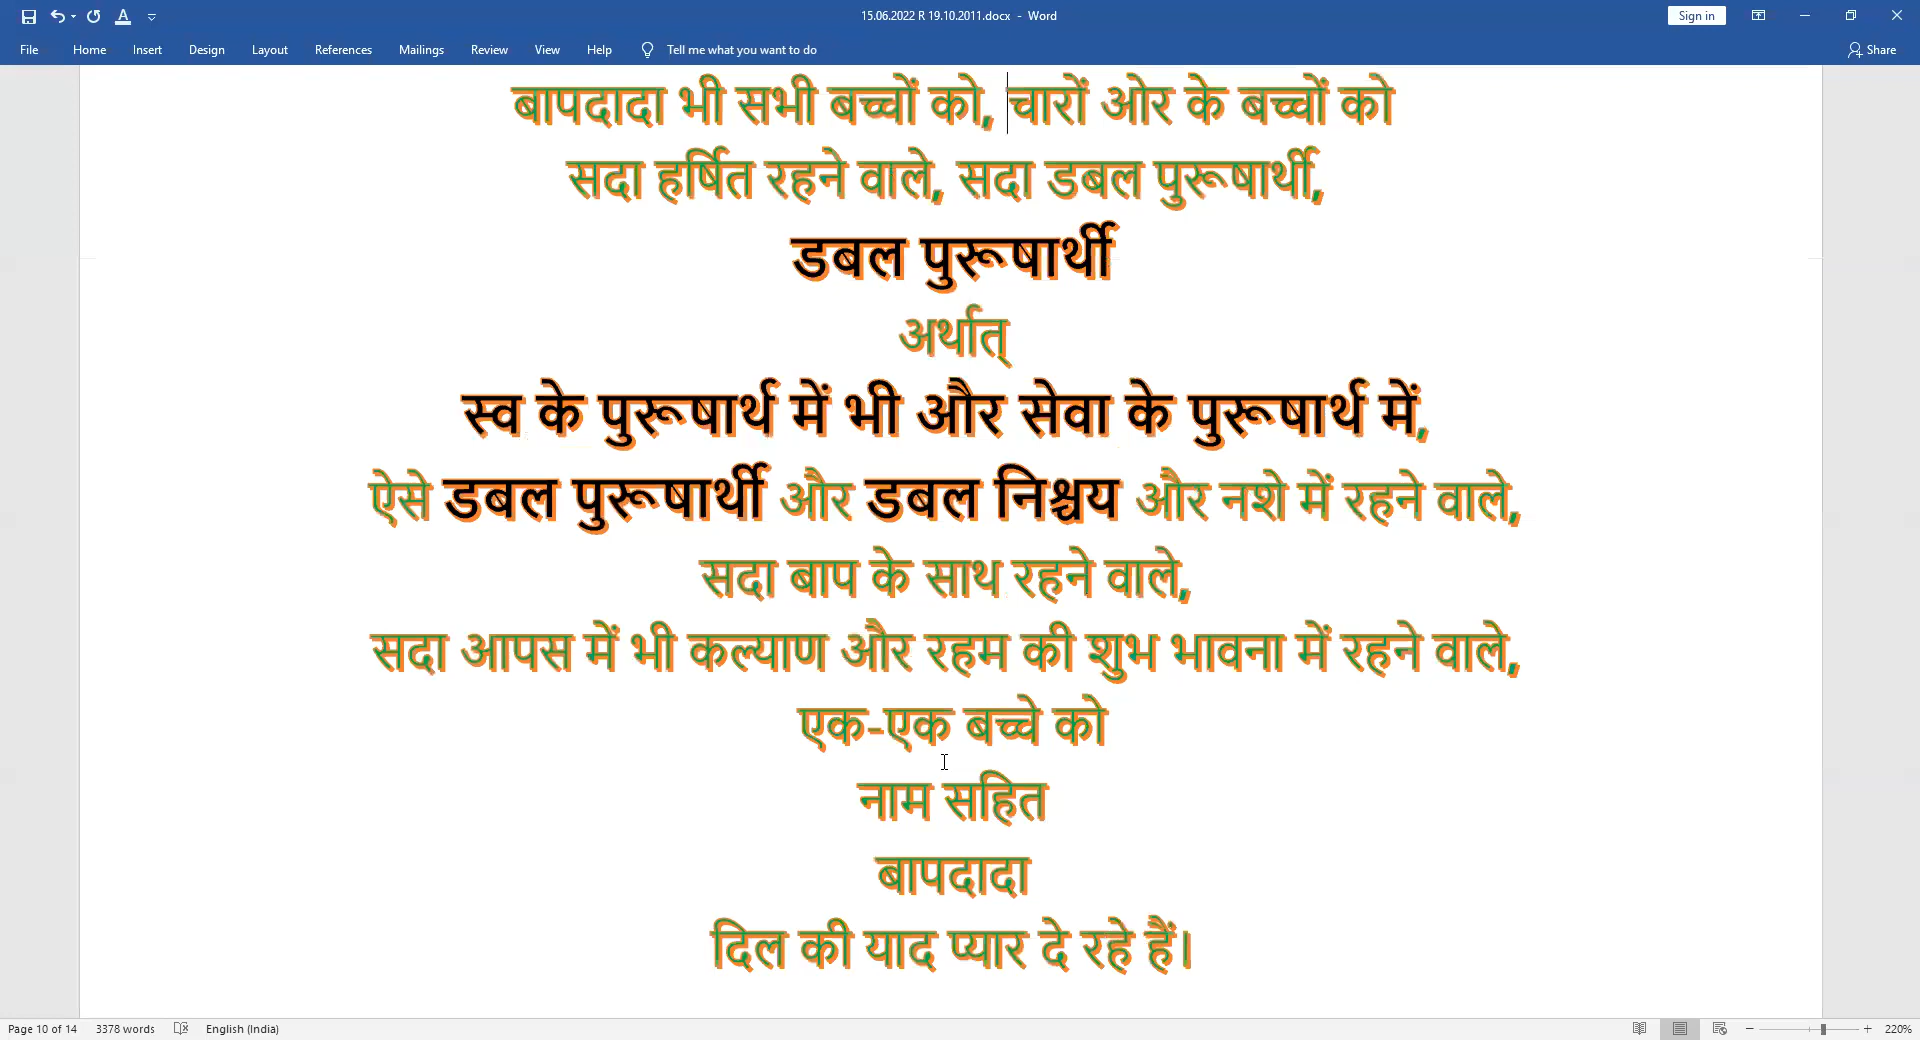 15.06.2022 R 19.10.2011.docx - Word
Sign in
File Home Insert Design Layout References Mailings Review View Help Tell me what you want to do Share
बापदादा भी सभी बच्चों को, चारों ओर के बच्चों को
सदा हर्षित रहने वाले, सदा डबल पुरूषार्थी,
डबल पुरूषार्थी
अर्थात्
स्व के पुरूषार्थ में भी और सेवा के पुरूषार्थ में,
ऐसे डबल पुरूषार्थी और डबल निश्चय और नशे में रहने वाले,
सदा बाप के साथ रहने वाले,
सदा आपस में भी कल्याण और रहम की शुभ भावना में रहने वाले,
एक-एक बच्चे को
नाम सहित
बापदादा
दिल की याद प्यार दे रहे हैं।
Page 10 of 14 3378 words English (India) 220%